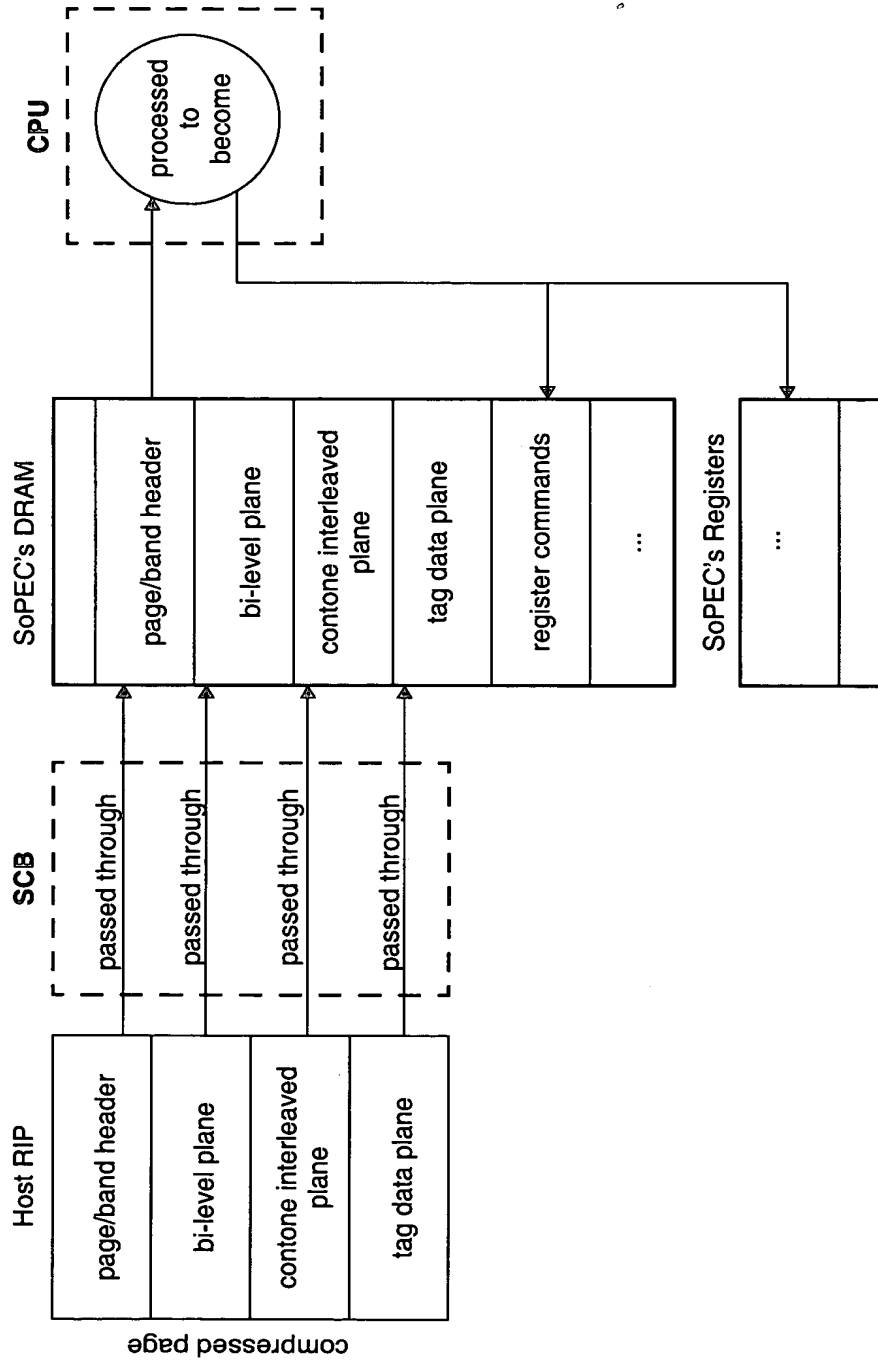 Host RIP
compressed page
page/band header
bi-level plane
contone interleaved
plane
tag data plane
SCB
passed through
passed through
passed through
passed through
SoPEC's DRAM
page/band header
bi-level plane
contone interleaved
plane
tag data plane
register commands
...
CPU
processed
to
become
SoPEC's Registers
...